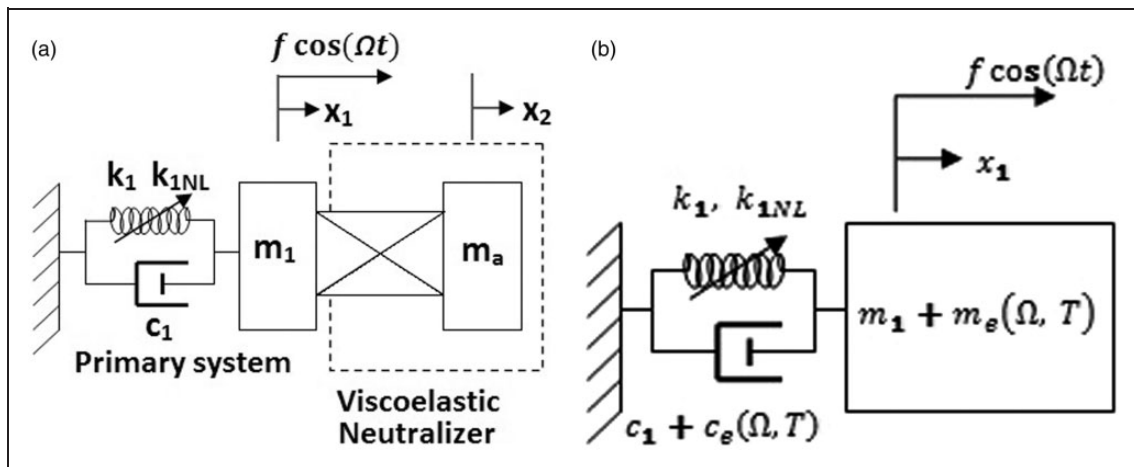 (a)
f cos(Ωt)
x₁
x₂
k₁ k₁NL
m₁
mₐ
c₁
Primary system
Viscoelastic
Neutralizer
(b)
f cos(Ωt)
x₁
k₁, k₁NL
m₁ + mₑ(Ω, T)
c₁ + cₑ(Ω, T)